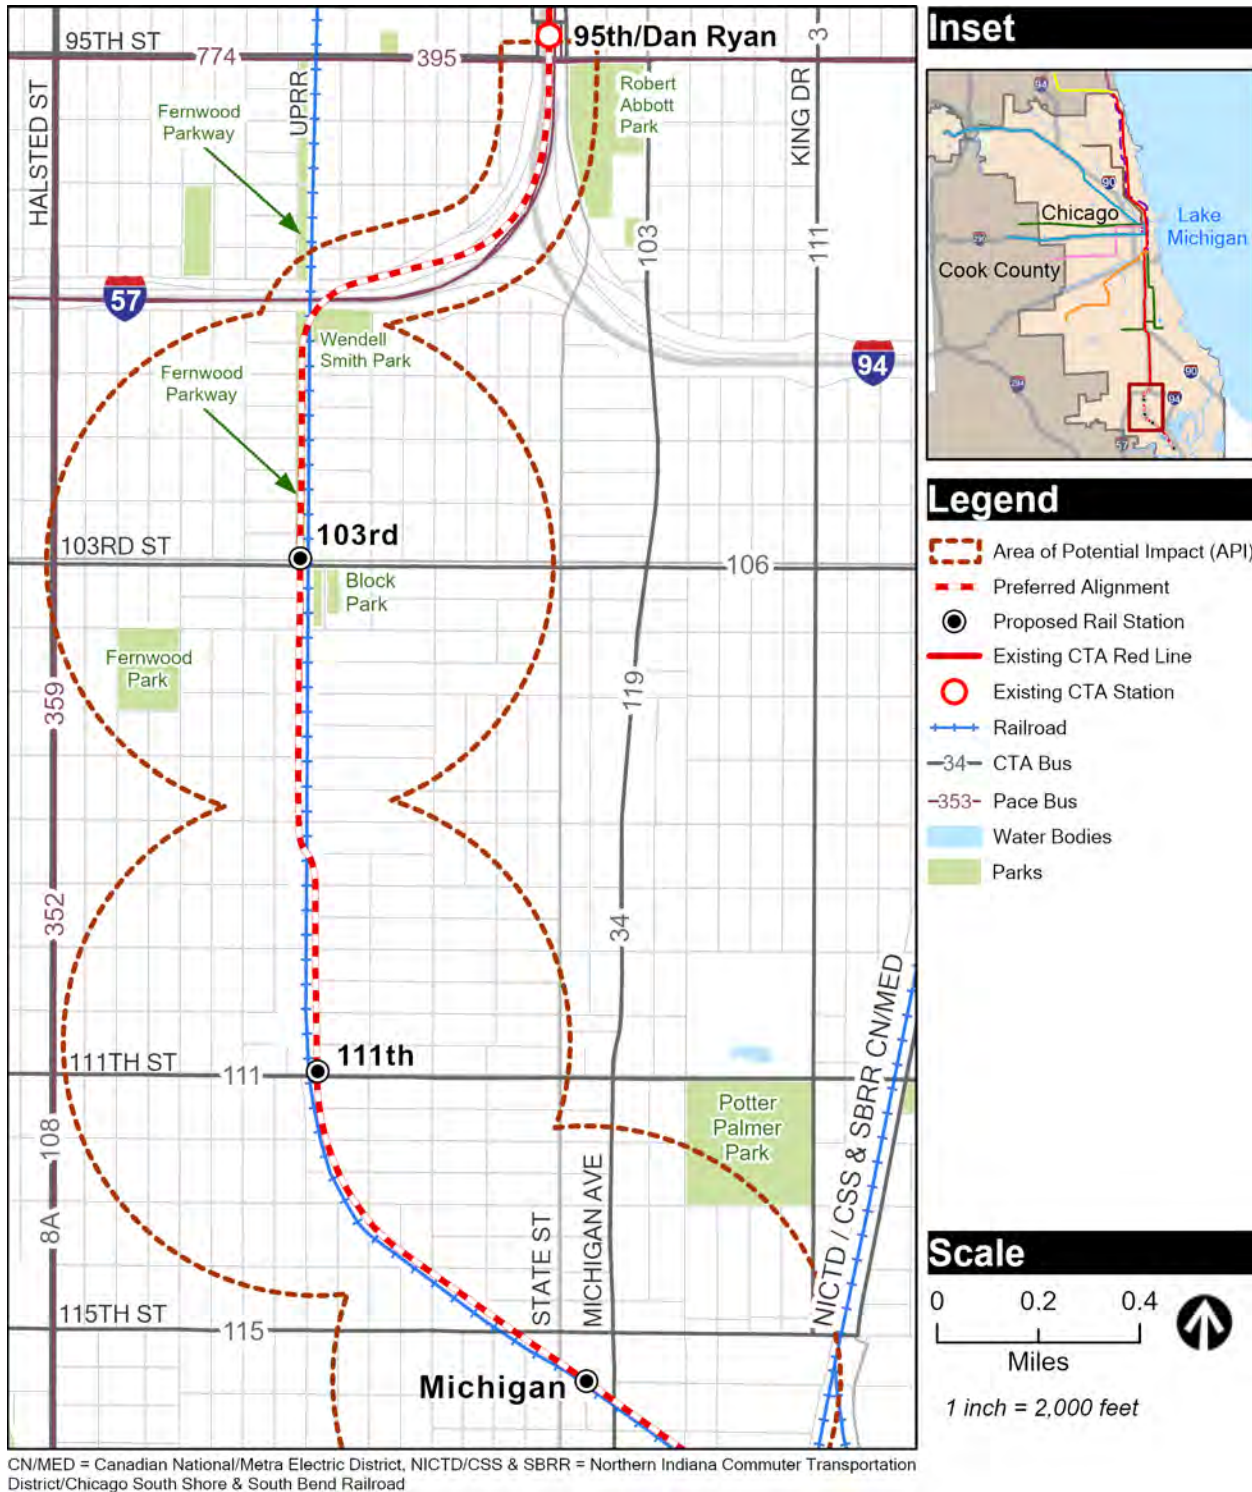 95TH ST
774
395
95th/Dan Ryan
3
HALSTED ST
UPRR
KING DR
Fernwood
Parkway
Robert
Abbott
Park
103
111
57
Wendell
Smith Park
Fernwood
Parkway
94
103RD ST
103rd
106
Block
Park
Fernwood
Park
359
119
352
34
111TH ST
111
111th
NICTD / CSS & SBRR CN/MED
Potter
Palmer
Park
108
8A
STATE ST
MICHIGAN AVE
115TH ST
115
Michigan
CN/MED = Canadian National/Metra Electric District, NICTD/CSS & SBRR = Northern Indiana Commuter Transportation
District/Chicago South Shore & South Bend Railroad
Inset
94
90
Chicago
Lake
Michigan
Cook County
294
90
94
57
Legend
Area of Potential Impact (API)
Preferred Alignment
Proposed Rail Station
Existing CTA Red Line
Existing CTA Station
Railroad
34 CTA Bus
353 Pace Bus
Water Bodies
Parks
Scale
0 0.2 0.4
Miles
1 inch = 2,000 feet